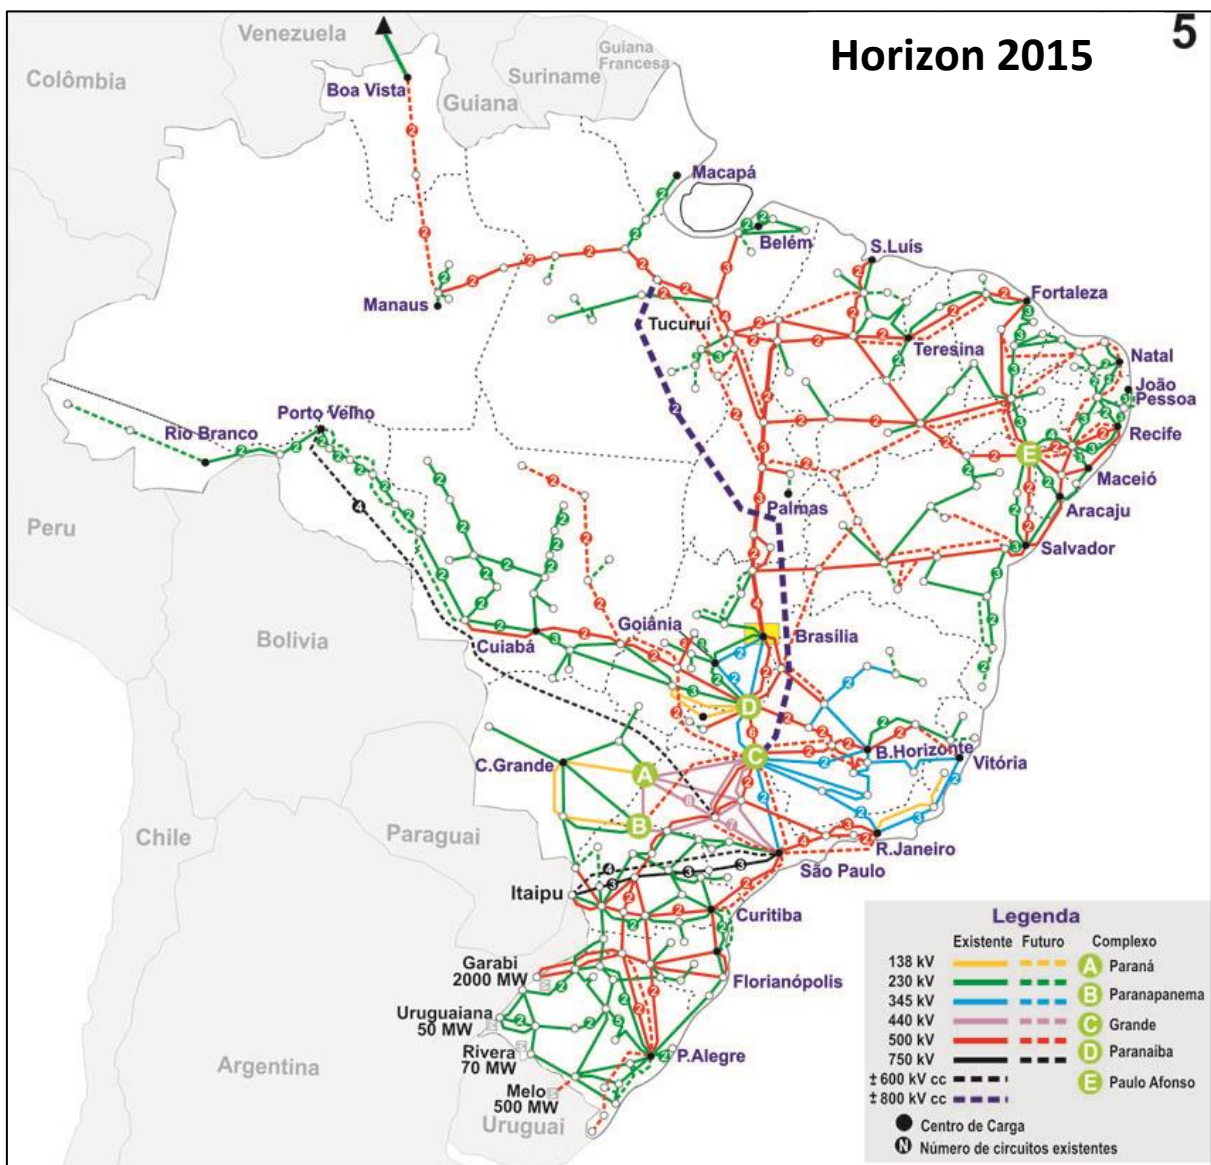 5
Horizon 2015
Venezuela
Colômbia
Guiana
Francesa
Suriname
Guiana
Boa Vista
Macapá
Belém
S.Luís
Manaus
Fortaleza
Tucuruí
Teresina
Natal
João
Pessoa
Porto Velho
Rio Branco
Recife
E
Maceió
Palmas
Aracaju
Peru
Salvador
Bolivia
Goiânia
Brasília
Cuiabá
D
C
B.Horizonte
Vitória
C.Grande
A
B
Chile
Paraguai
R.Janeiro
São Paulo
Itaipu
Curitiba
Garabi
2000 MW
Florianópolis
Uruguaiana
50 MW
Rivera
70 MW
P.Alegre
Melo
500 MW
Argentina
Uruguai
Legenda
Existente Futuro Complexo
138 kV A Paraná
230 kV
345 kV B Paranapanema
440 kV C Grande
500 kV
750 kV D Paranaiba
± 600 kV cc E Paulo Afonso
± 800 kV cc
Centro de Carga
N Número de circuitos existentes